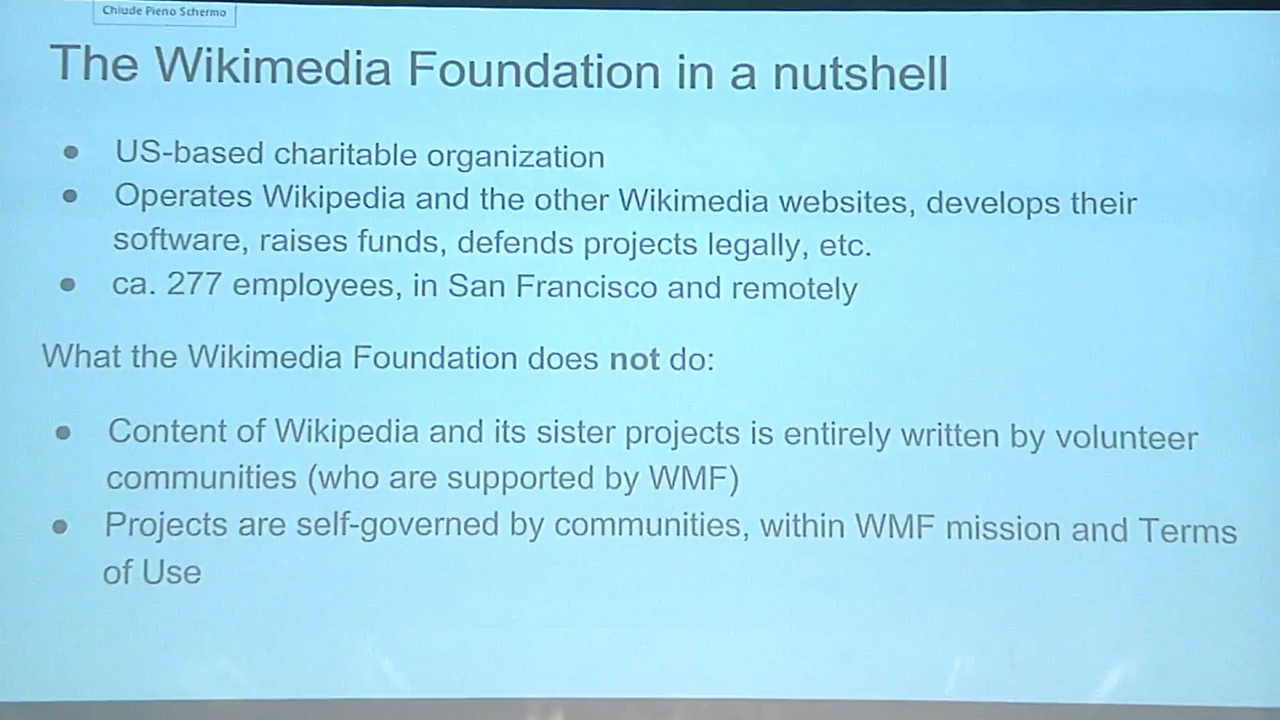 Chiude Pieno Schermo
The Wikimedia Foundation in a nutshell
● US-based charitable organization
● Operates Wikipedia and the other Wikimedia websites, develops their
software, raises funds, defends projects legally, etc.
● ca. 277 employees, in San Francisco and remotely
What the Wikimedia Foundation does not do:
● Content of Wikipedia and its sister projects is entirely written by volunteer
communities (who are supported by WMF)
● Projects are self-governed by communities, within WMF mission and Terms
of Use